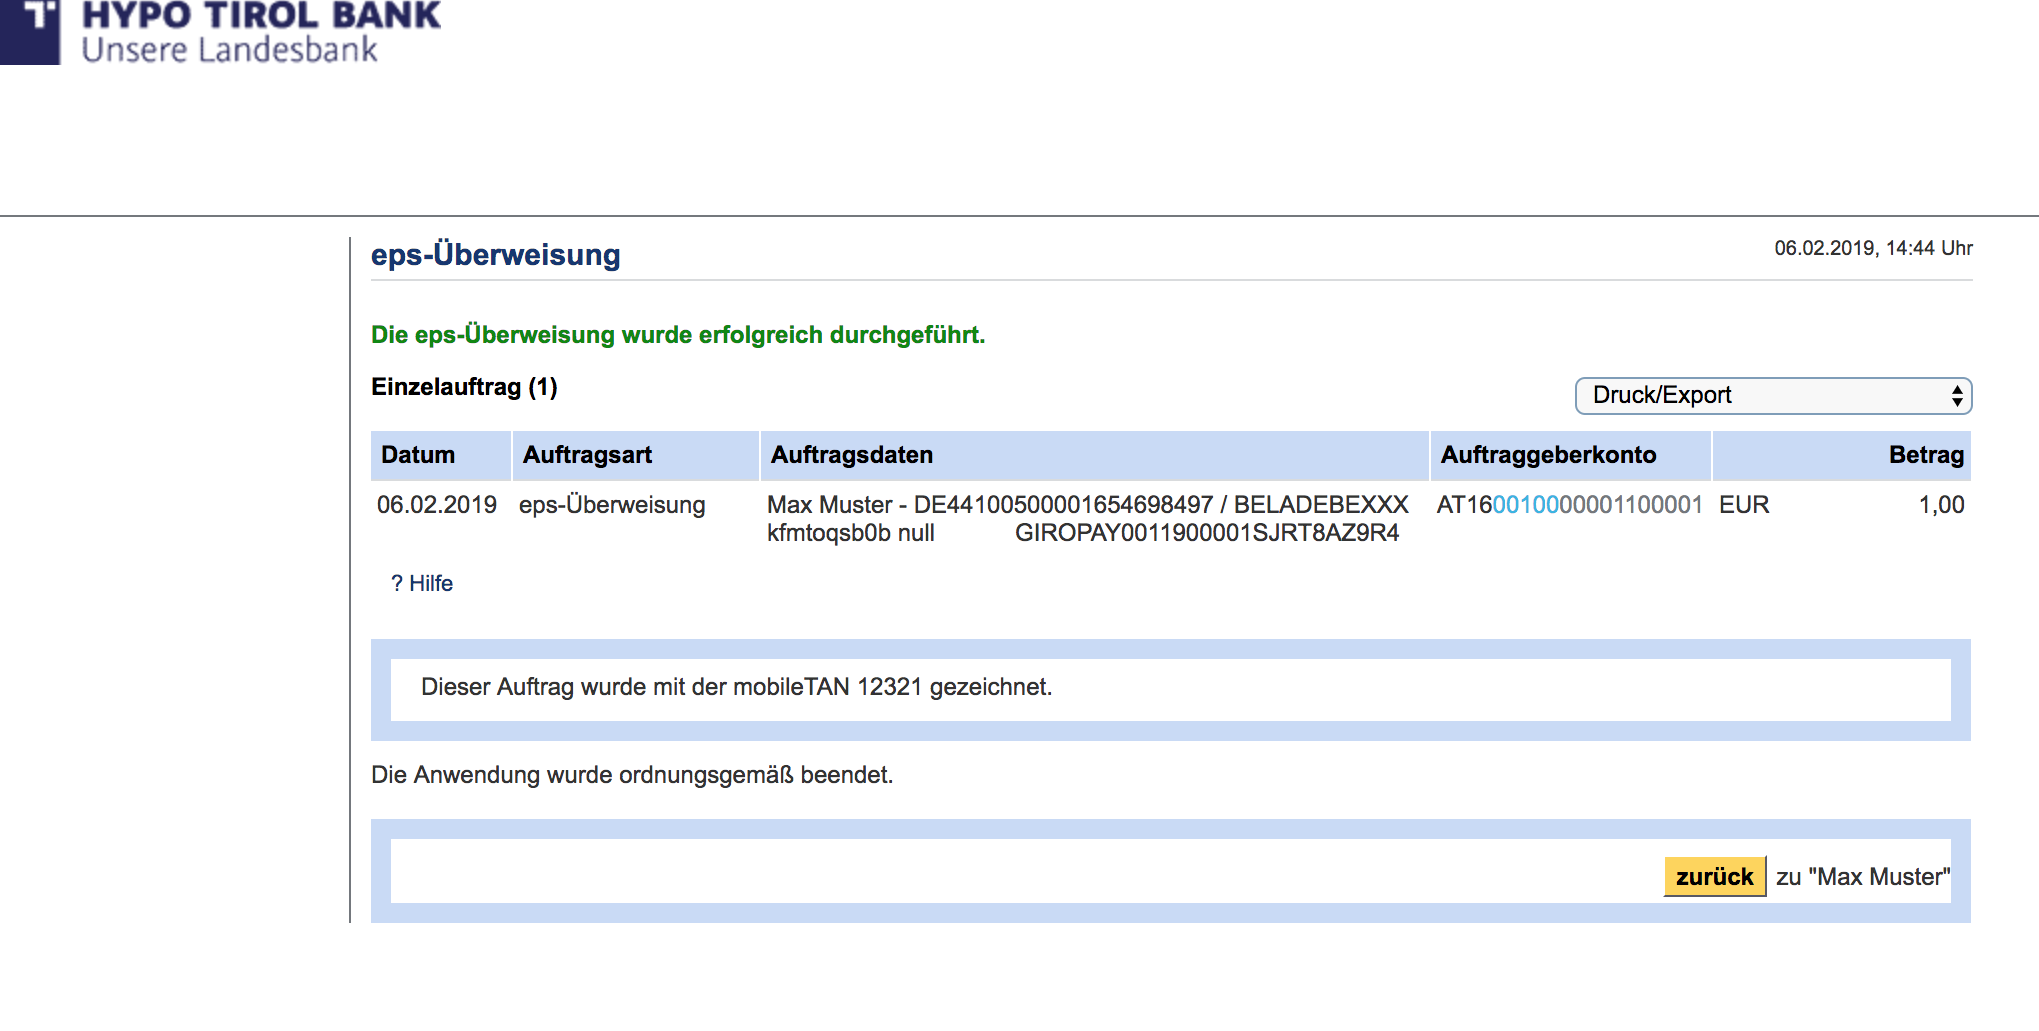 HYPO TIROL BANK
Unsere Landesbank
eps-Überweisung
06.02.2019, 14:44 Uhr
Die eps-Überweisung wurde erfolgreich durchgeführt.
Einzelauftrag (1)
Druck/Export
Datum Auftragsart Auftragsdaten Auftraggeberkonto Betrag
06.02.2019 eps-Überweisung Max Muster - DE44100500001654698497 / BELADEBEXXX AT160010000001100001 EUR 1,00
kfmtoqsb0b null GIROPAY0011900001SJRT8AZ9R4
? Hilfe
Dieser Auftrag wurde mit der mobileTAN 12321 gezeichnet.
Die Anwendung wurde ordnungsgemäß beendet.
zurück zu "Max Muster"